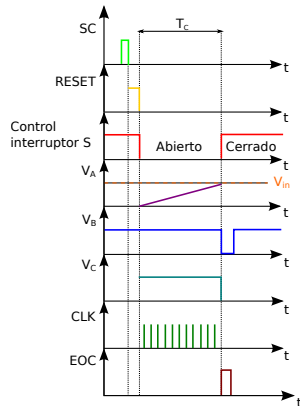 SC
T_C
t
RESET
t
Control
interruptor S
Abierto
Cerrado
t
V_A
V_in
t
V_B
t
V_C
t
CLK
t
EOC
t